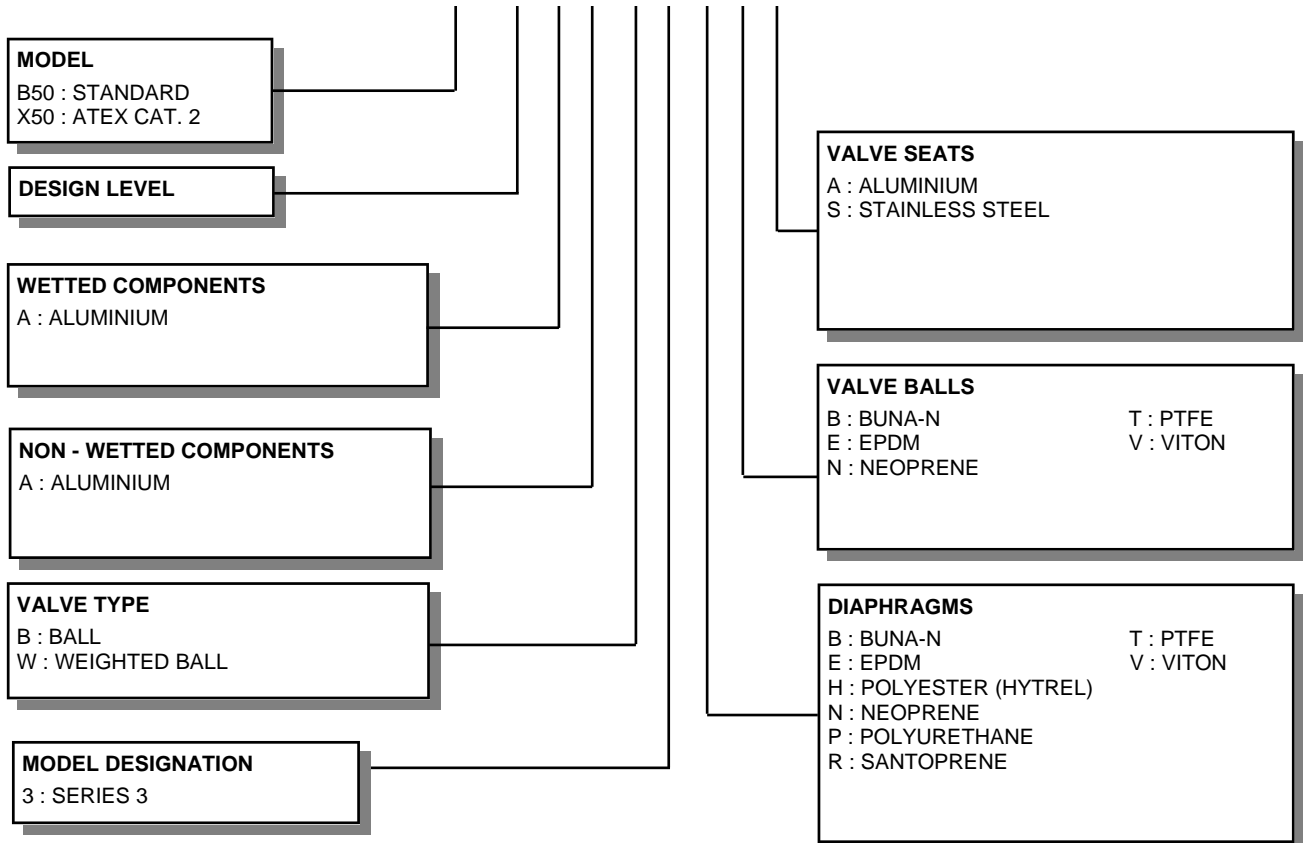 MODEL
B50 : STANDARD
X50 : ATEX CAT. 2
DESIGN LEVEL
WETTED COMPONENTS
A : ALUMINIUM
NON - WETTED COMPONENTS
A : ALUMINIUM
VALVE TYPE
B : BALL
W : WEIGHTED BALL
MODEL DESIGNATION
3 : SERIES 3
VALVE SEATS
A : ALUMINIUM
S : STAINLESS STEEL
VALVE BALLS
B : BUNA-N T : PTFE
E : EPDM V : VITON
N : NEOPRENE
DIAPHRAGMS
B : BUNA-N T : PTFE
E : EPDM V : VITON
H : POLYESTER (HYTREL)
N : NEOPRENE
P : POLYURETHANE
R : SANTOPRENE